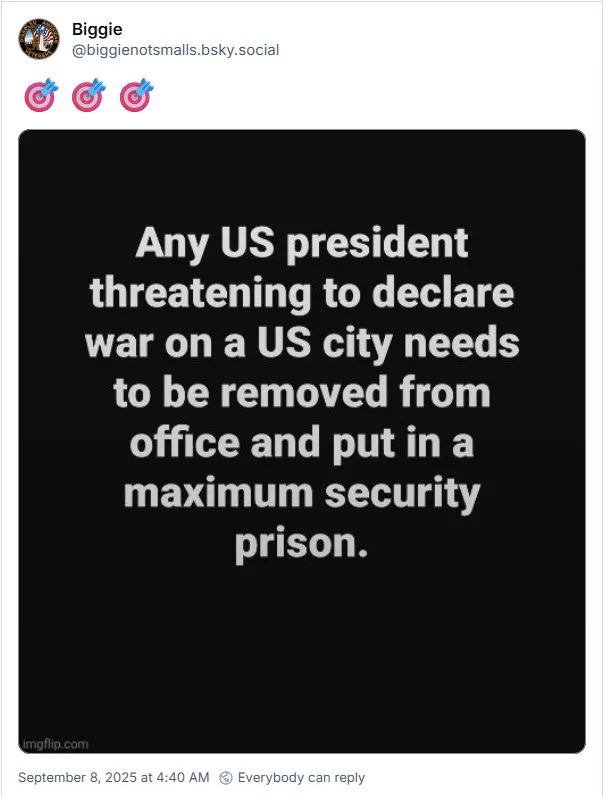 Biggie
@biggienotsmalls.bsky.social
🎯 🎯 🎯
Any US president
threatening to declare
war on a US city needs
to be removed from
office and put in a
maximum security
prison.
imgflip.com
September 8, 2025 at 4:40 AM Everybody can reply